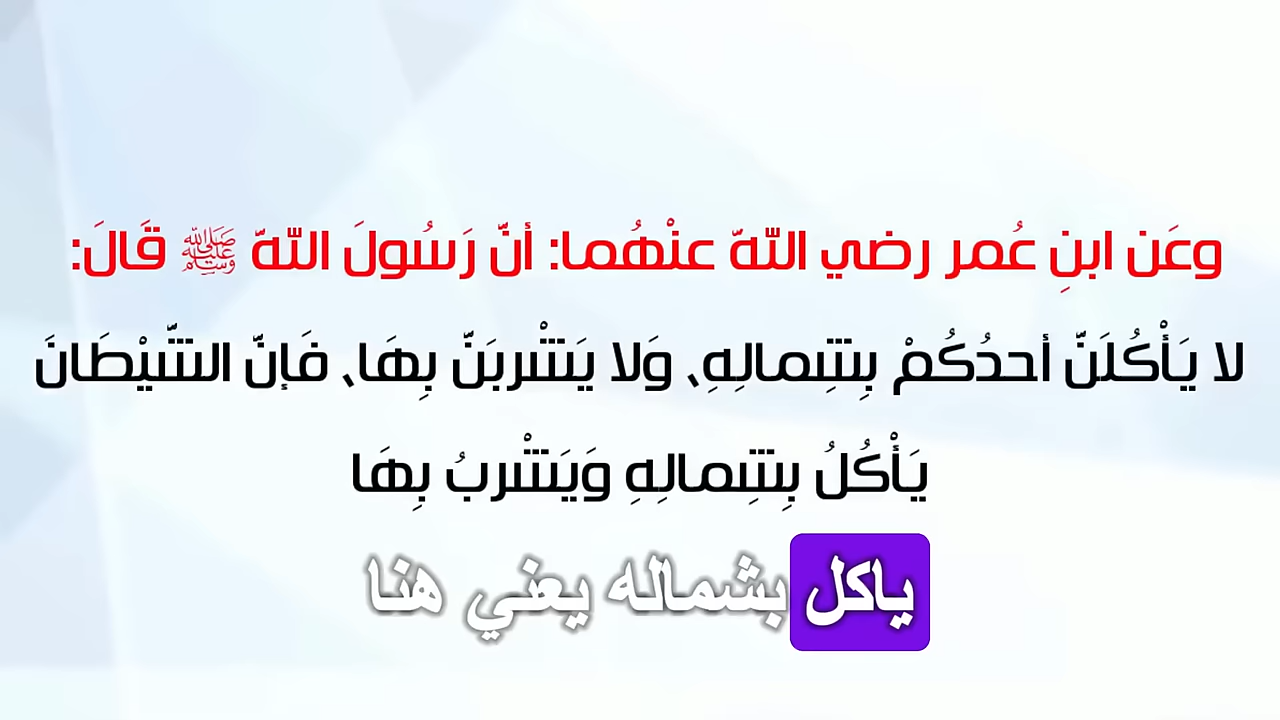 وعَن ابنِ عُمر رضي اللّهَ عنْهُما: أنّ رَسُولَ اللّهَ ﷺ قَالَ:
لا يَأْكُلَنّ أحدُكُمْ بِشِمالِهِ، وَلا يَشْربَنّ بِهَا، فَإنّ الشّيْطَانَ
يَأْكُلُ بِشِمالِهِ وَيَشْربُ بِهَا
ياكل بشماله يعني هنا